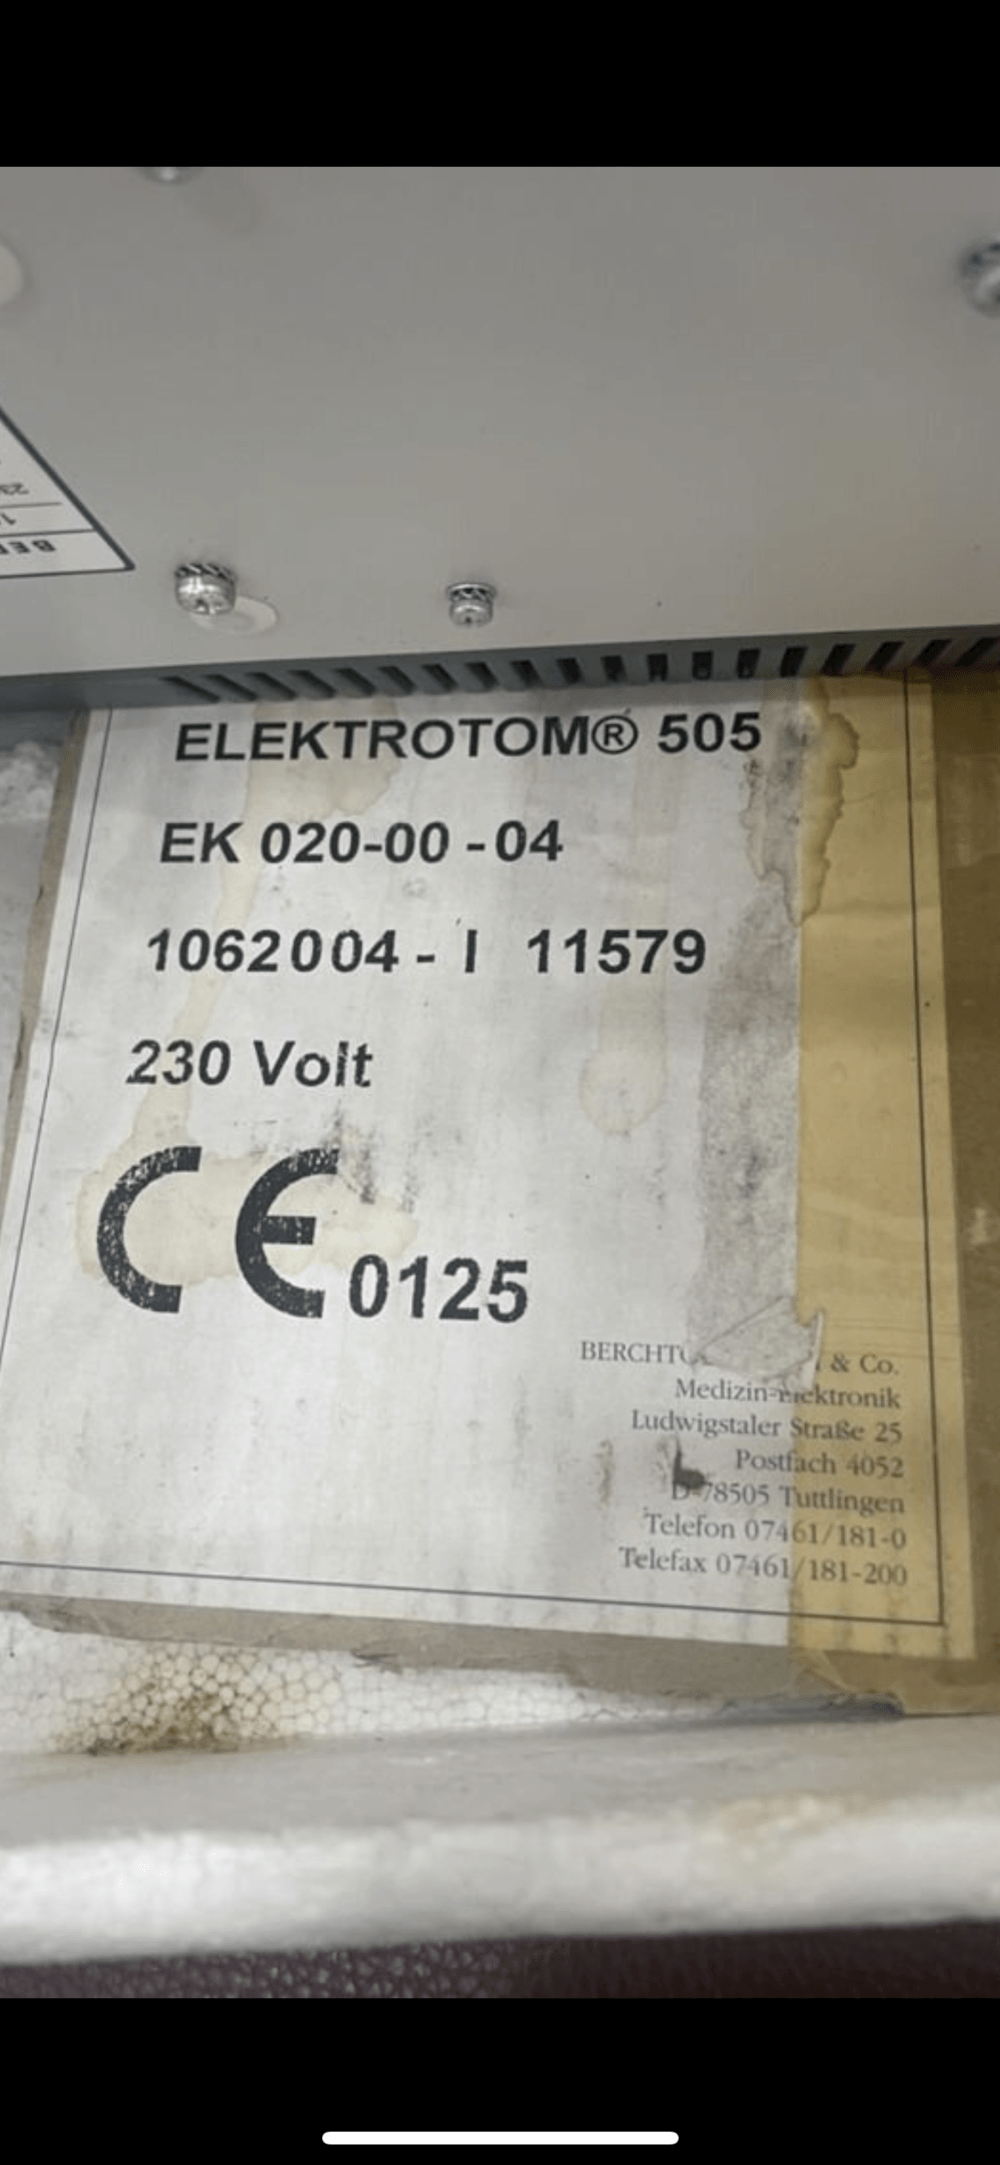 ELEKTROTOM® 505
EK 020-00-04
1062004-I 11579
230 Volt
CE 0125
& Co.
Ludwigstaler Straße 25
Postfach 4052
D-78505 Tuttlingen
Telefon 07461/181-0
Telefax 07461/181-200